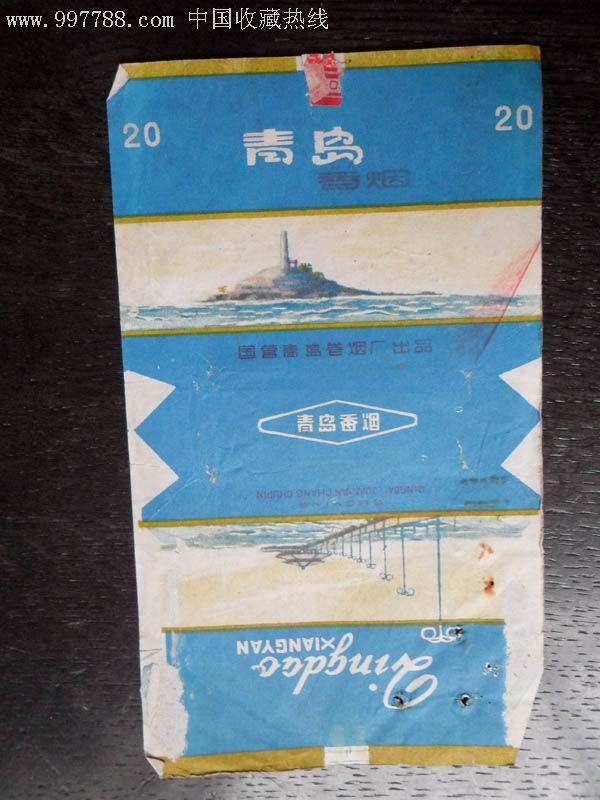 www.997788.com 中国收藏热线
20
20
青岛
香烟
国营青岛卷烟厂出品
青岛香烟
QINGDAO JUANYAN CHANG CHUPIN
Qingdao
XIANGYAN